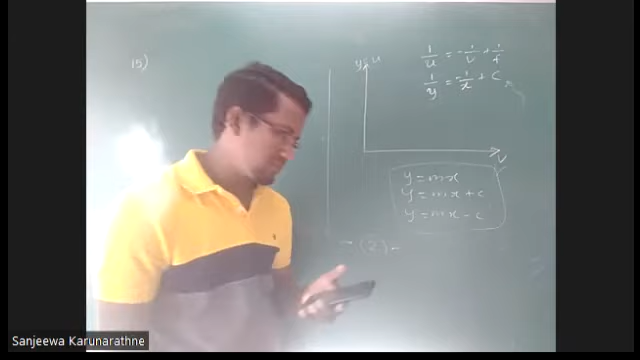 15)
y=u
1/u = -1/v + 1/f
1/y = -1/x + C
v
y = mx
y = mx + c
y = mx - c
- (2) -
Sanjeewa Karunarathne